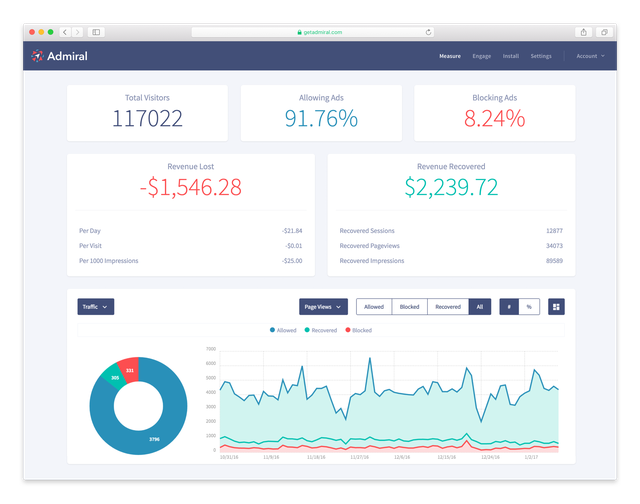 getadmiral.com
Admiral
Measure Engage Install Settings Account
Total Visitors
117022
Allowing Ads
91.76%
Blocking Ads
8.24%
Revenue Lost
-$1,546.28
Per Day -$21.84
Per Visit -$0.01
Per 1000 Impressions -$25.00
Revenue Recovered
$2,239.72
Recovered Sessions 12877
Recovered Pageviews 34073
Recovered Impressions 89589
Traffic
Page Views
Allowed Blocked Recovered All
# %
Allowed Recovered Blocked
331
305
3796
7000
6000
5000
4000
3000
2000
1000
0
10/31/16 11/9/16 11/18/16 11/27/16 12/6/16 12/15/16 12/24/16 1/2/17